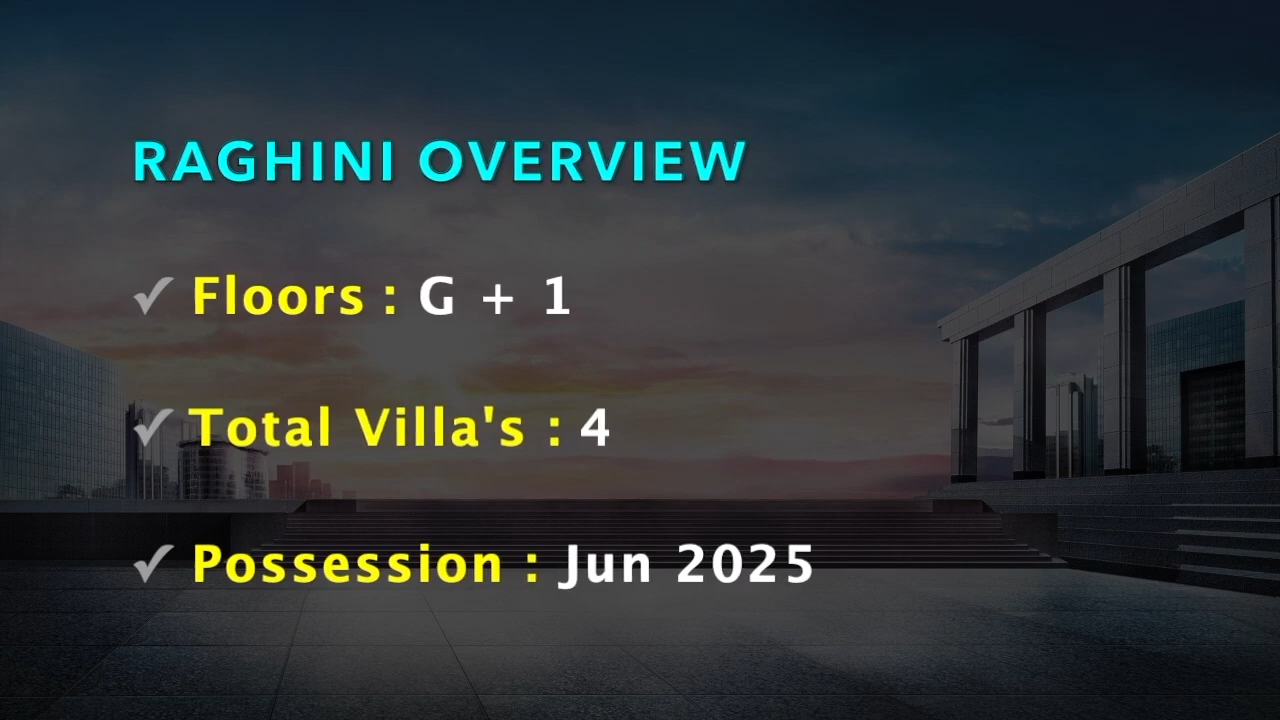 RAGHINI OVERVIEW
✓ Floors : G + 1
✓ Total Villa's : 4
✓ Possession : Jun 2025